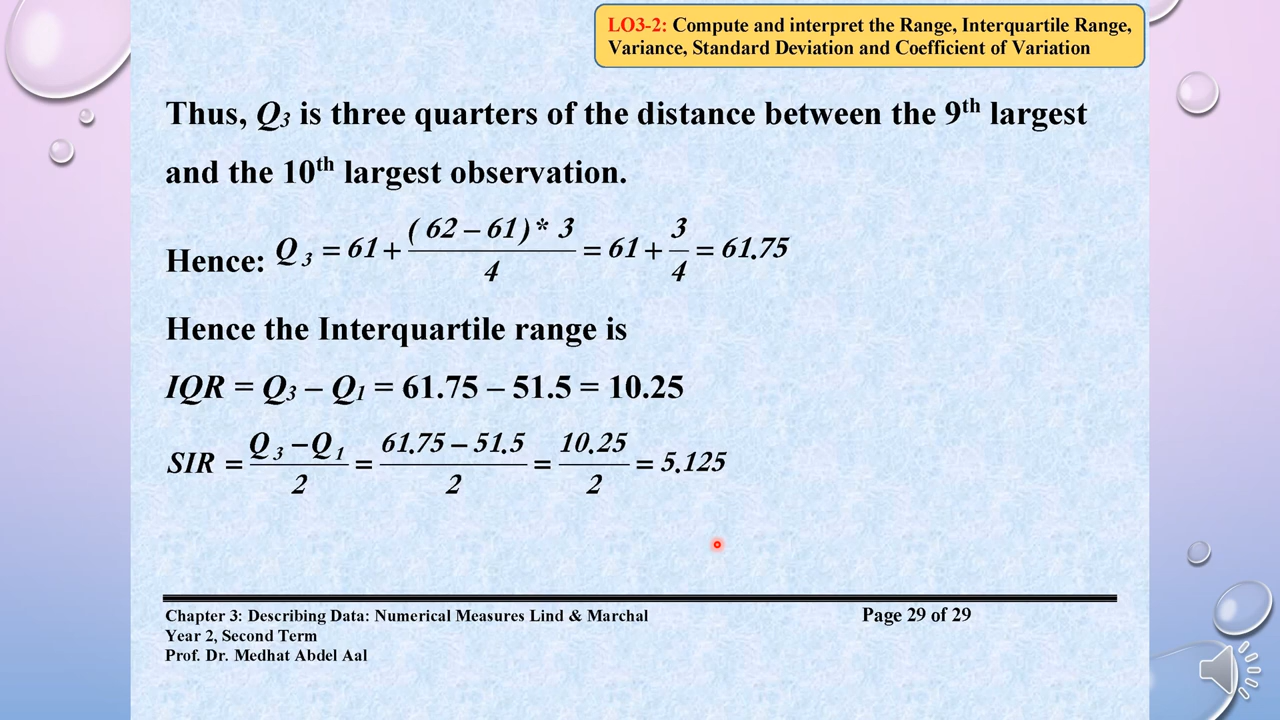 LO3-2: Compute and interpret the Range, Interquartile Range,
Variance, Standard Deviation and Coefficient of Variation
Thus, Q₃ is three quarters of the distance between the 9th largest
and the 10th largest observation.
Hence: Q₃ = 61 + (62 – 61) * 3 / 4 = 61 + 3 / 4 = 61.75
Hence the Interquartile range is
IQR = Q₃ – Q₁ = 61.75 – 51.5 = 10.25
SIR = Q₃ – Q₁ / 2 = 61.75 – 51.5 / 2 = 10.25 / 2 = 5.125
Chapter 3: Describing Data: Numerical Measures Lind & Marchal Page 29 of 29
Year 2, Second Term
Prof. Dr. Medhat Abdel Aal